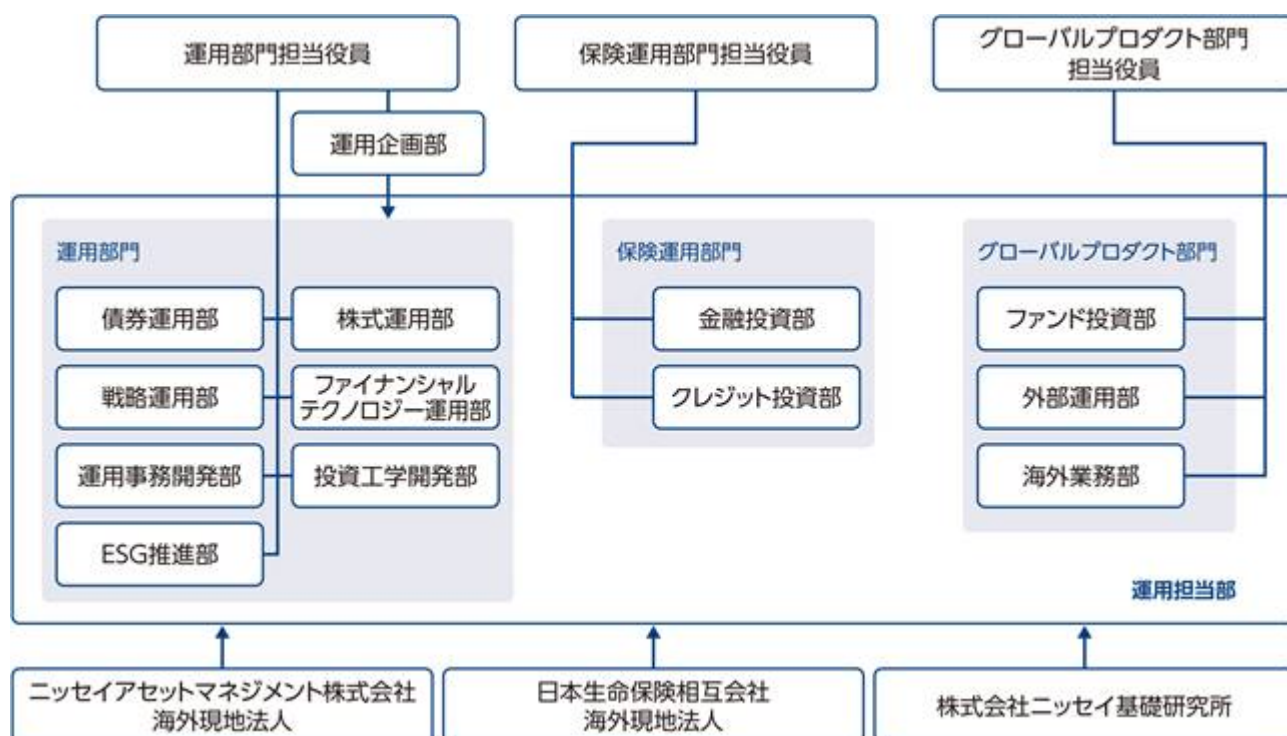 運用部門担当役員
保険運用部門担当役員
グローバルプロダクト部門
担当役員
運用企画部
運用部門
保険運用部門
グローバルプロダクト部門
債券運用部
株式運用部
金融投資部
ファンド投資部
戦略運用部
ファイナンシャル
テクノロジー運用部
クレジット投資部
外部運用部
運用事務開発部
投資工学開発部
海外業務部
ESG推進部
運用担当部
ニッセイアセットマネジメント株式会社
海外現地法人
日本生命保険相互会社
海外現地法人
株式会社ニッセイ基礎研究所